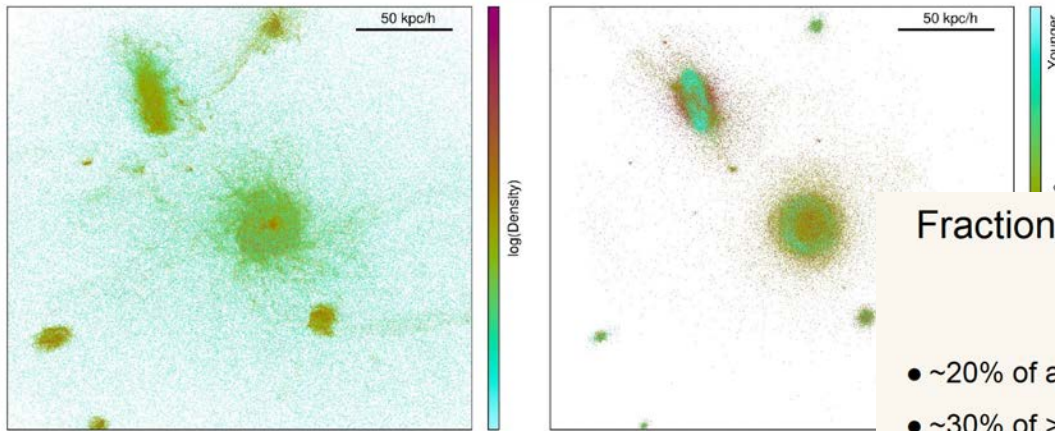 50 kpc/h
log(Density)
50 kpc/h
Younger
Fraction
• ~20% of a
• ~30% of >